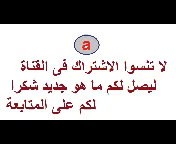 a
لا تنسوا الاشتراك فى القناة
ليصل لكم ما هو جديد شكرا
لكم على المتابعة